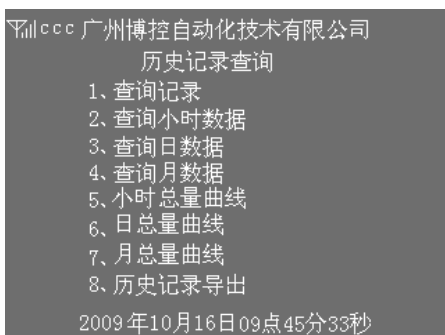 ccc 广州博控自动化技术有限公司
历史记录查询
1、查询记录
2、查询小时数据
3、查询日数据
4、查询月数据
5、小时总量曲线
6、日总量曲线
7、月总量曲线
8、历史记录导出
2009年10月16日09点45分33秒